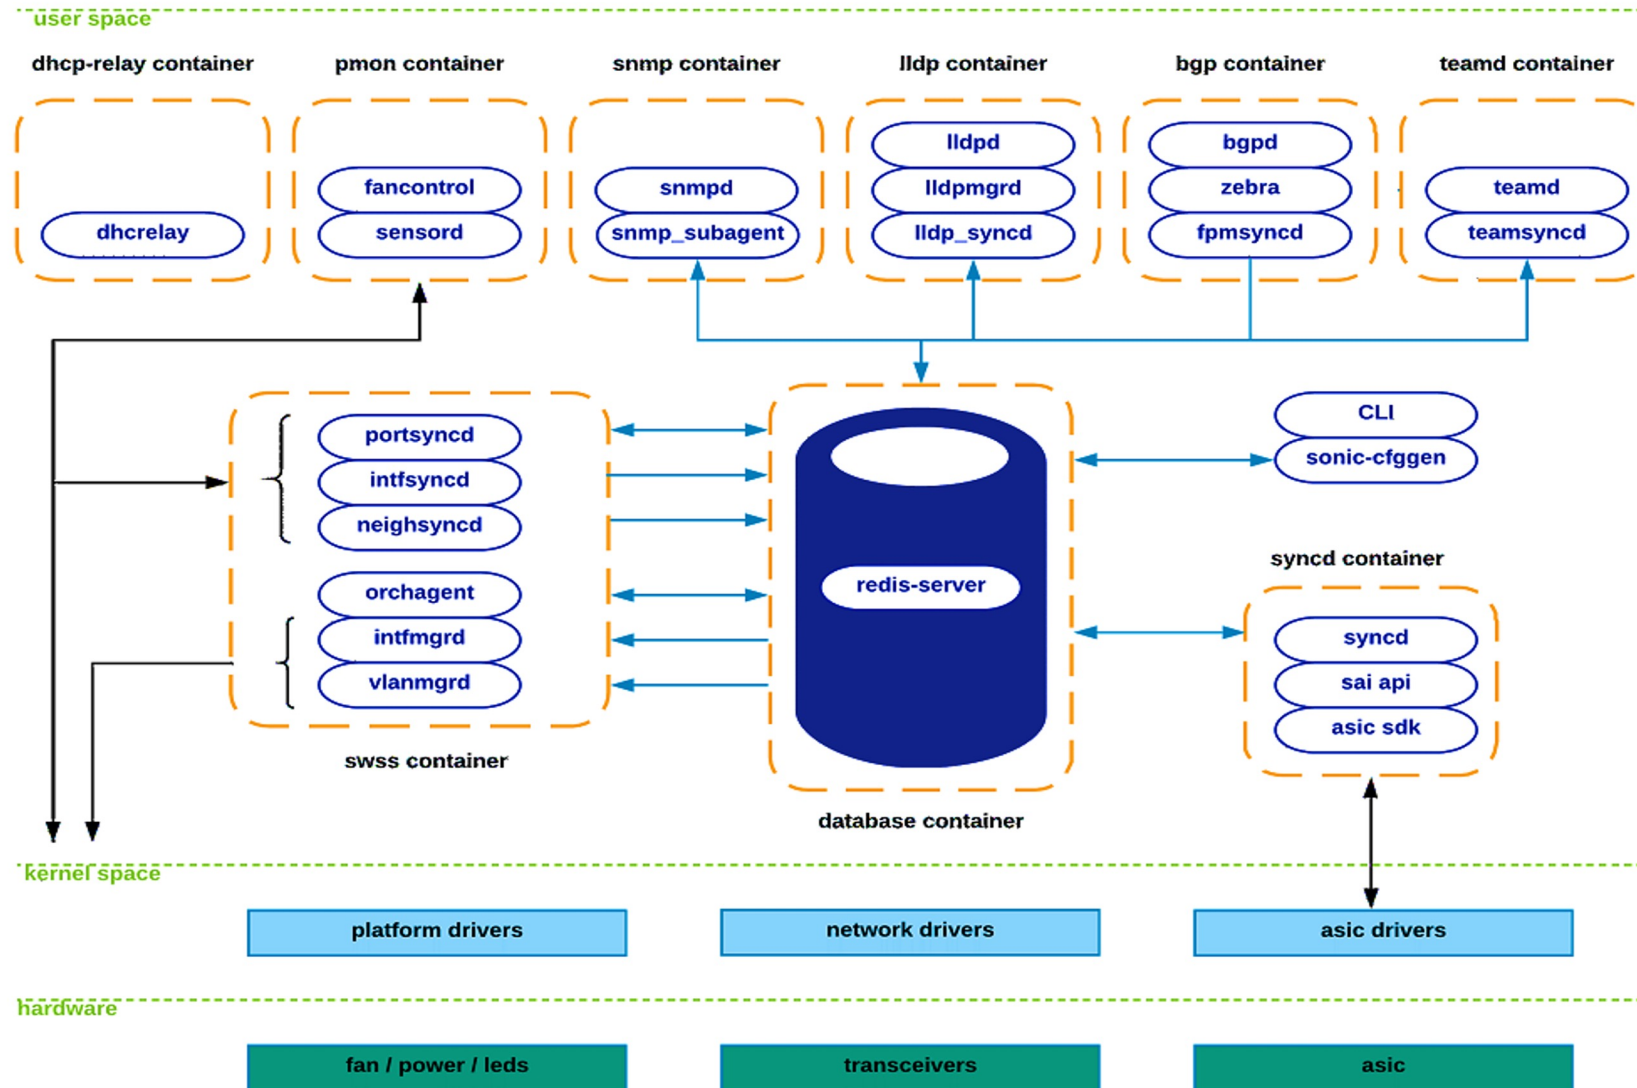 user space
dhcp-relay container
pmon container
snmp container
lldp container
bgp container
teamd container
lldpd
bgpd
fancontrol
snmpd
lldpmgrd
zebra
teamd
dhcrelay
sensord
snmp_subagent
lldp_syncd
fpmsyncd
teamsyncd
portsyncd
intfsyncd
neighsyncd
orchagent
intfmgrd
vlanmgrd
swss container
redis-server
database container
CLI
sonic-cfggen
syncd container
syncd
sai api
asic sdk
kernel space
platform drivers
network drivers
asic drivers
hardware
fan / power / leds
transceivers
asic